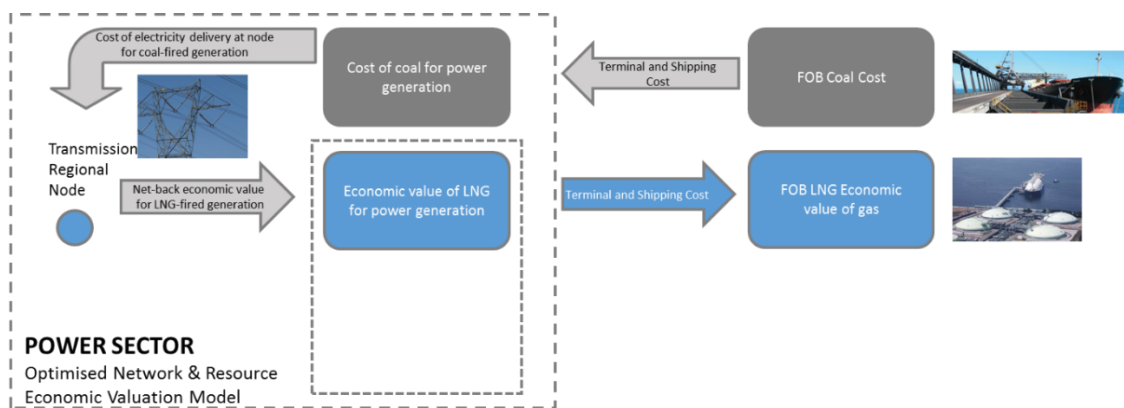 Cost of electricity delivery at node
for coal-fired generation
Cost of coal for power
generation
Terminal and Shipping
Cost
FOB Coal Cost
Transmission
Regional
Node
Net-back economic value
for LNG-fired generation
Economic value of LNG
for power generation
Terminal and Shipping Cost
FOB LNG Economic
value of gas
POWER SECTOR
Optimised Network & Resource
Economic Valuation Model